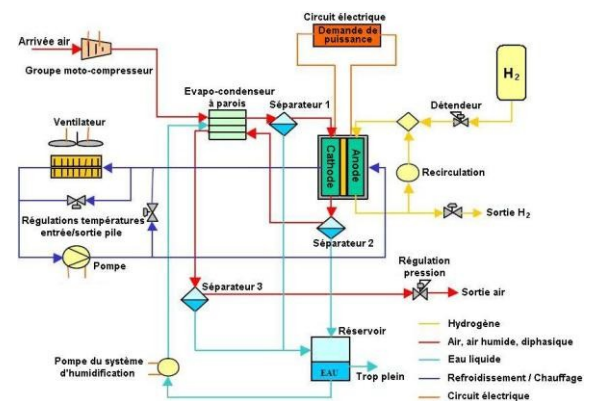 Circuit électrique
Demande de
puissance
Arrivée air
Groupe moto-compresseur
H2
Evapo-condenseur
à parois
Séparateur 1
Détendeur
Ventilateur
Cathode
Anode
Recirculation
Régulations températures
entrée/sortie pile
Sortie H2
Séparateur 2
Pompe
Régulation
pression
Séparateur 3
Sortie air
Réservoir
Hydrogène
Air, air humide, diphasique
Pompe du système
d'humidification
EAU
Trop plein
Eau liquide
Refroidissement / Chauffage
Circuit électrique